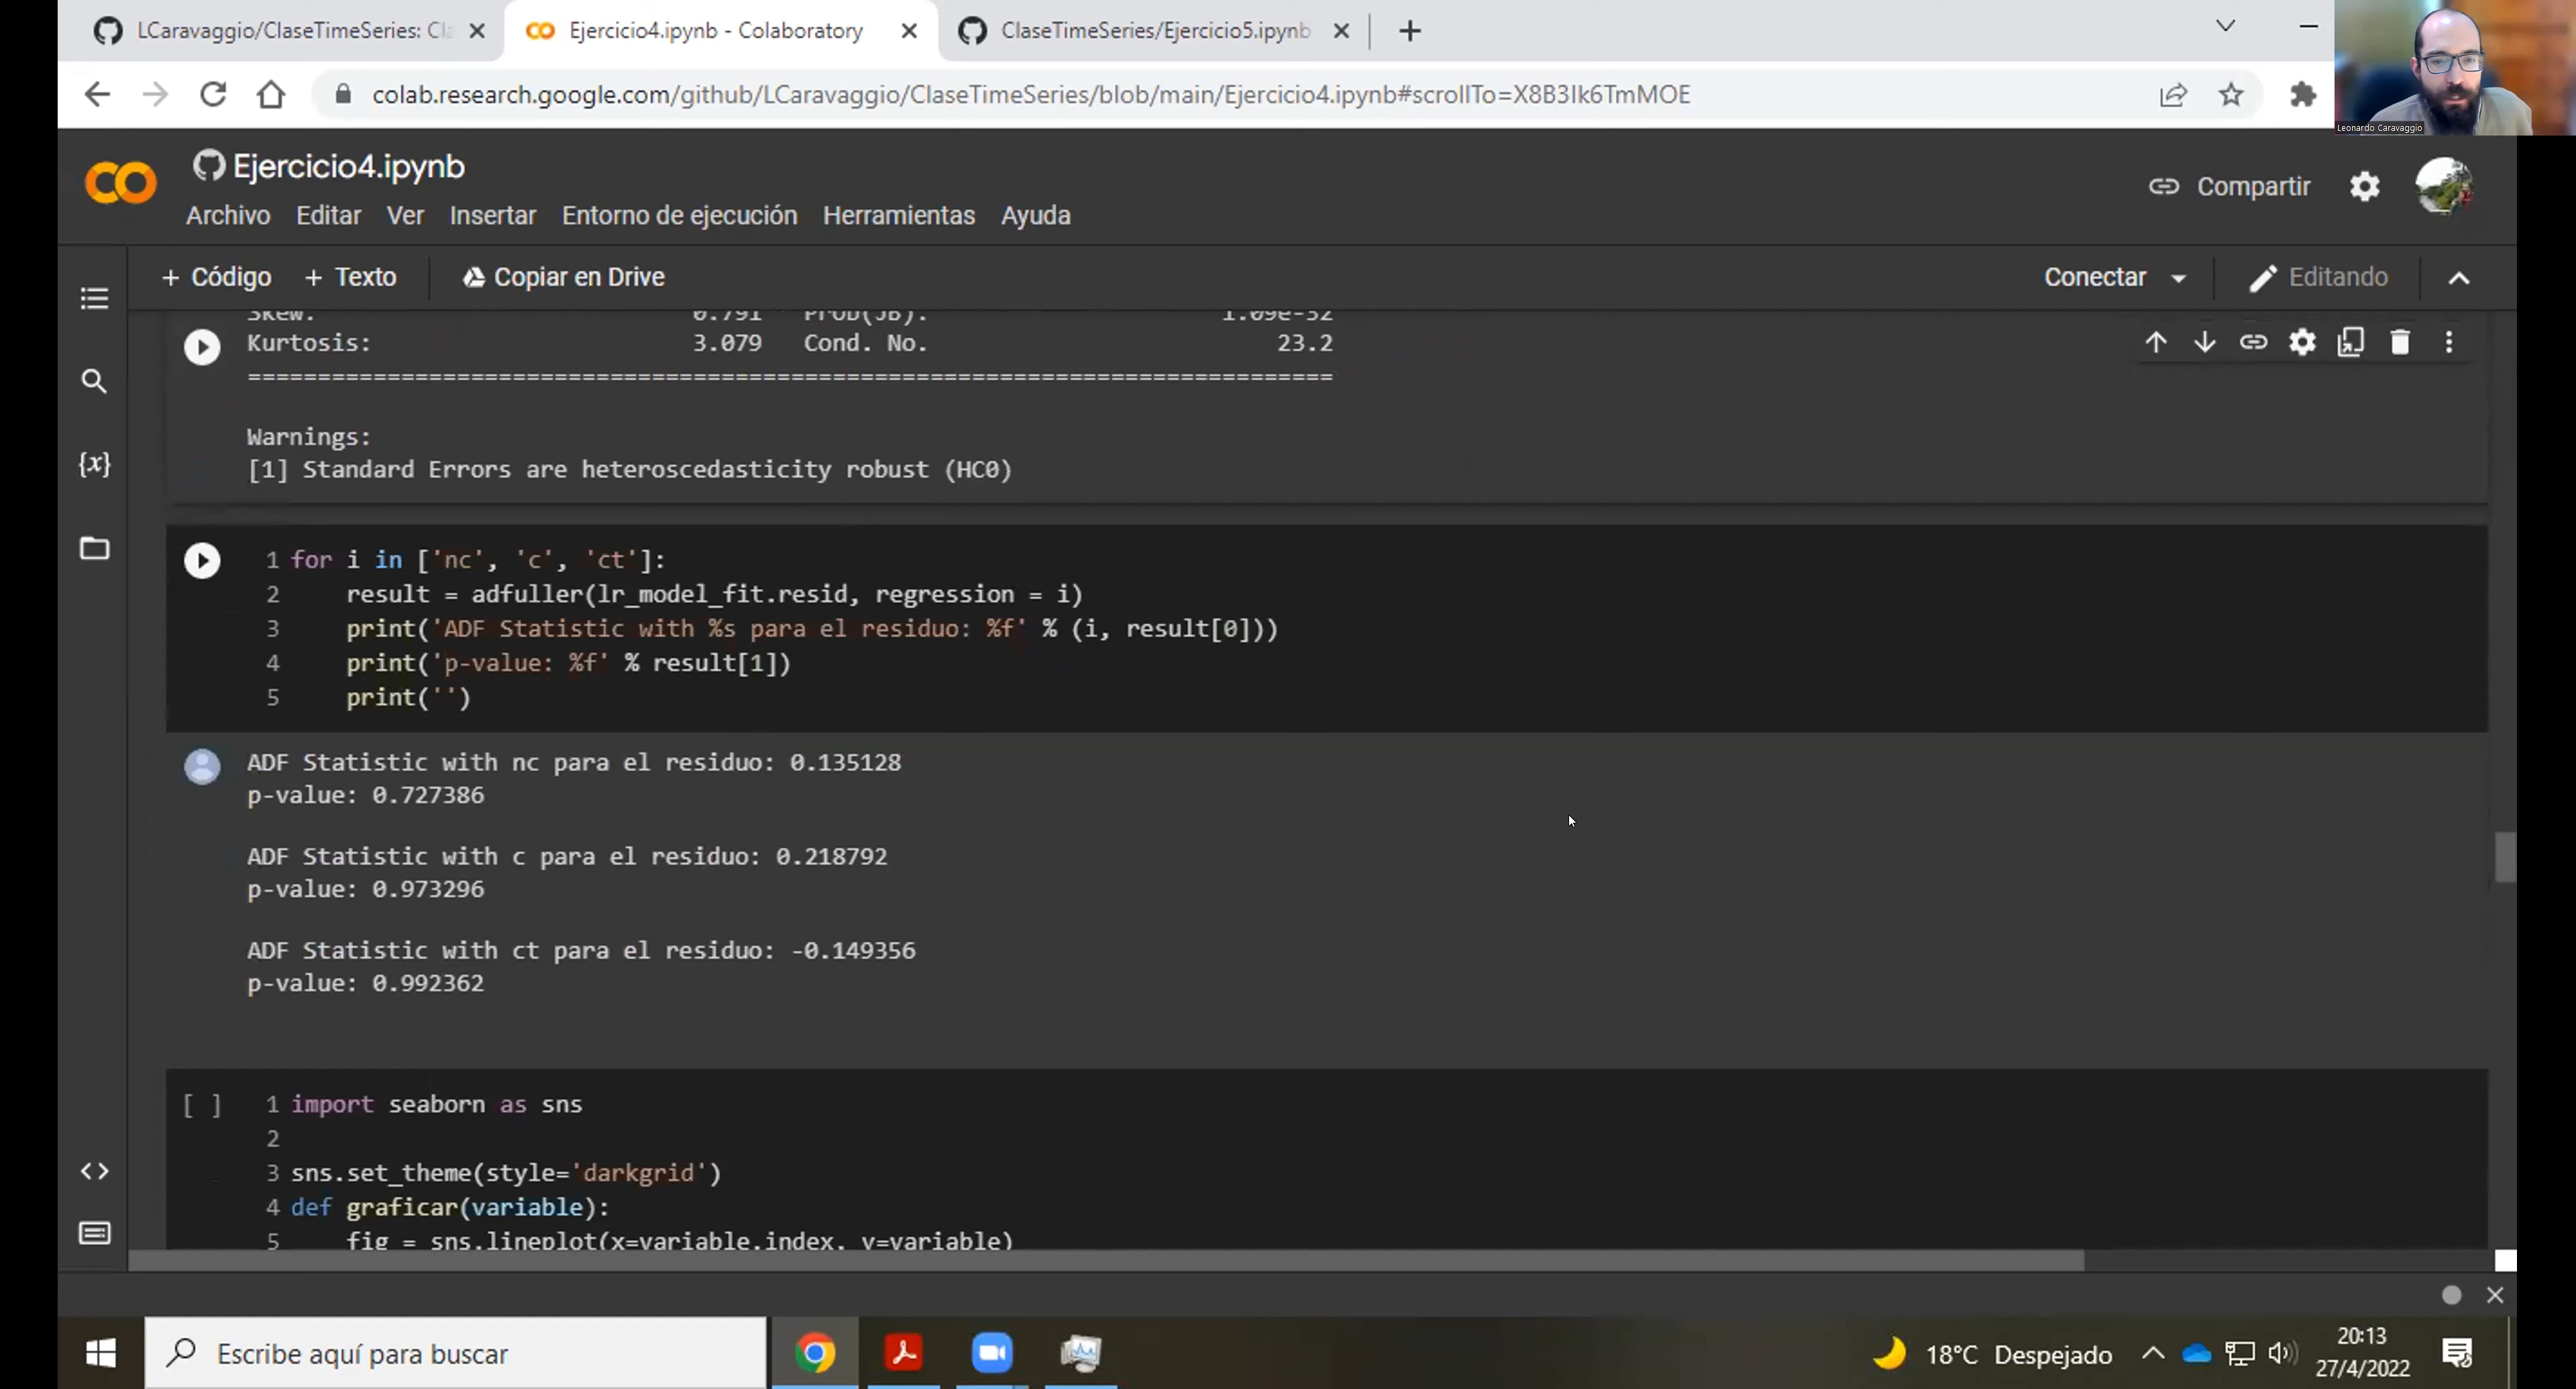 LCaravaggio/ClaseTimeSeries: Cla
Ejercicio4.ipynb - Colaboratory
ClaseTimeSeries/Ejercicio5.ipynb
colab.research.google.com/github/LCaravaggio/ClaseTimeSeries/blob/main/Ejercicio4.ipynb#scrollTo=X8B3Ik6TmMOE
Leonardo Caravaggio
Ejercicio4.ipynb
Compartir
Archivo Editar Ver Insertar Entorno de ejecución Herramientas Ayuda
+ Código + Texto Copiar en Drive
Conectar Editando
Skew: 0.791 Prob(JB): 1.09e-32
Kurtosis: 3.079 Cond. No. 23.2
==============================================================================
Warnings:
[1] Standard Errors are heteroscedasticity robust (HC0)
1 for i in ['nc', 'c', 'ct']:
2 result = adfuller(lr_model_fit.resid, regression = i)
3 print('ADF Statistic with %s para el residuo: %f' % (i, result[0]))
4 print('p-value: %f' % result[1])
5 print('')
ADF Statistic with nc para el residuo: 0.135128
p-value: 0.727386
ADF Statistic with c para el residuo: 0.218792
p-value: 0.973296
ADF Statistic with ct para el residuo: -0.149356
p-value: 0.992362
[ ] 1 import seaborn as sns
2
3 sns.set_theme(style='darkgrid')
4 def graficar(variable):
5 fig = sns.lineplot(x=variable.index, y=variable)
Escribe aquí para buscar
18°C Despejado
20:13
27/4/2022